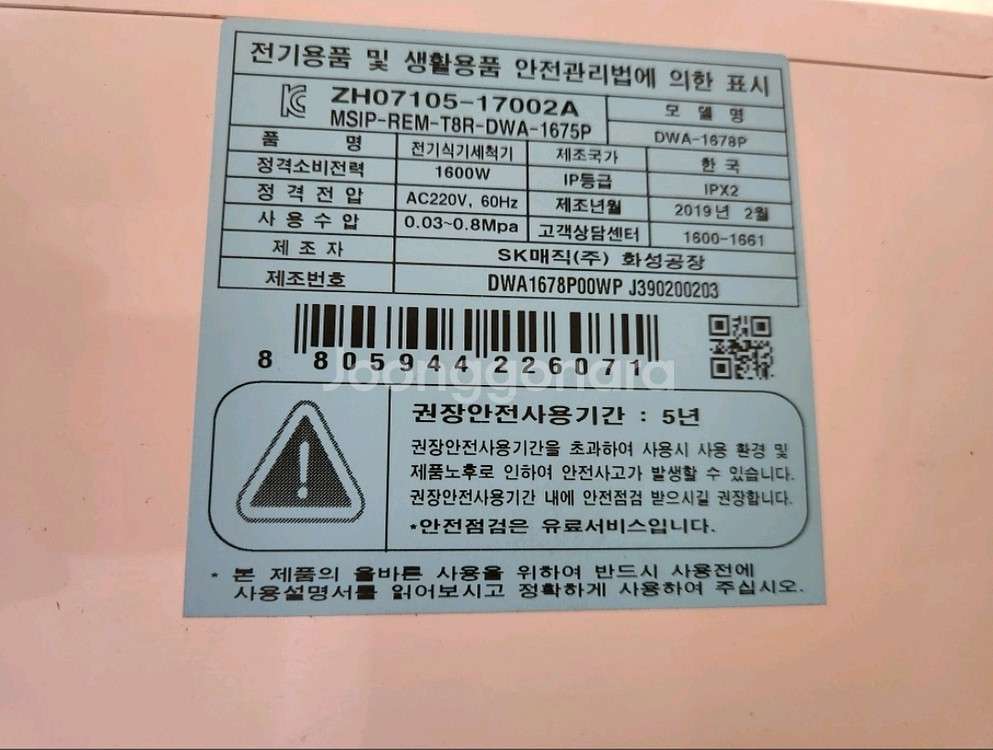 전기용품 및 생활용품 안전관리법에 의한 표시
ZH07105-17002A
MSIP-REM-T8R-DWA-1675P
모 델 명
DWA-1678P
품 명 전기식기세척기 제조국가 한 국
정격소비전력 1600W IP등급 IPX2
정 격 전 압 AC220V, 60Hz 제조년월 2019년 2월
사 용 수 압 0.03~0.8Mpa 고객상담센터 1600-1661
제 조 자 SK매직(주) 화성공장
제조번호 DWA1678P00WP J390200203
8 805944 226071
Joonggonara
권장안전사용기간 : 5년
권장안전사용기간을 초과하여 사용시 사용 환경 및
제품노후로 인하여 안전사고가 발생할 수 있습니다.
권장안전사용기간 내에 안전점검 받으시길 권장합니다.
*안전점검은 유료서비스입니다.
* 본 제품의 올바른 사용을 위하여 반드시 사용전에
사용설명서를 읽어보시고 정확하게 사용하여 주십시오.